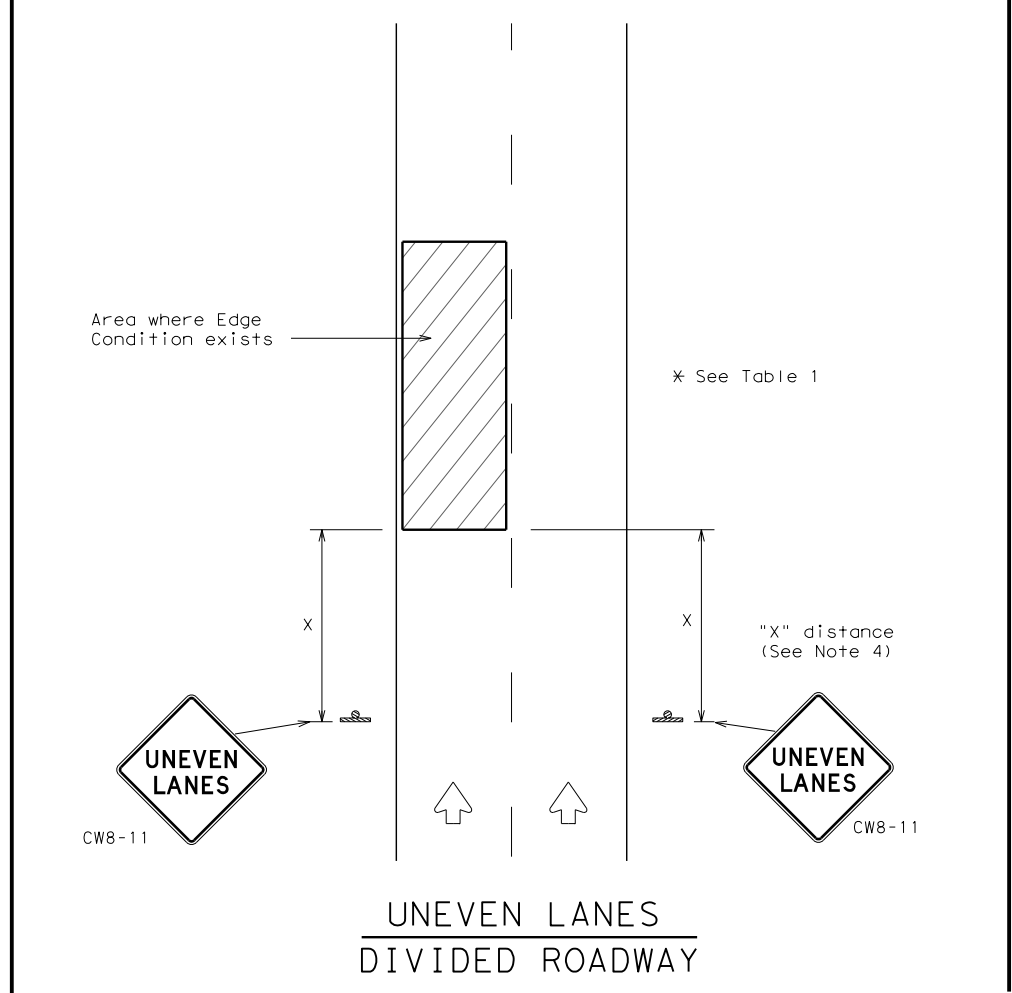 Area where Edge
Condition exists
* See Table 1
X
X
"X" distance
(See Note 4)
UNEVEN
LANES
CW8-11
UNEVEN
LANES
CW8-11
UNEVEN LANES
DIVIDED ROADWAY